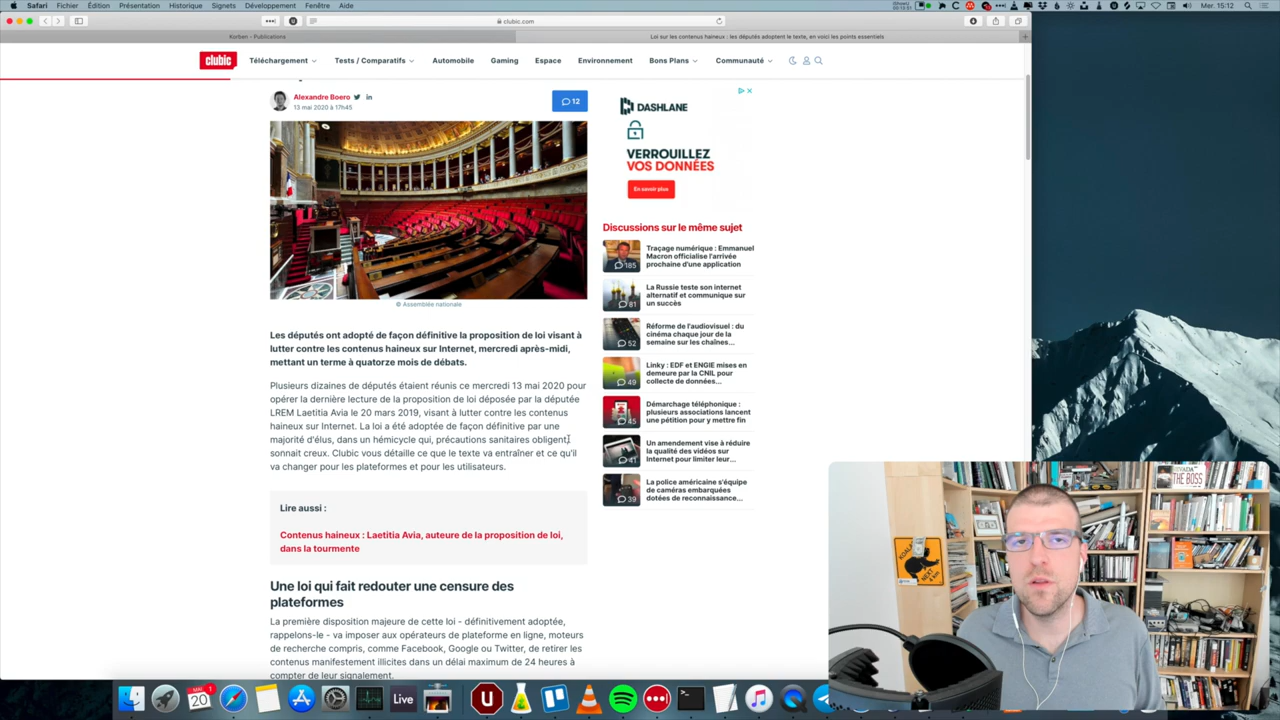 Safari Fichier Édition Présentation Historique Signets Développement Fenêtre Aide
Mer. 15:12
clubic.com
Korben - Publications
Loi sur les contenus haineux : les députés adoptent le texte, en voici les points essentiels
clubic
Téléchargement
Tests / Comparatifs
Automobile
Gaming
Espace
Environnement
Bons Plans
Communauté
Alexandre Boero
13 mai 2020 à 17h45
12
© Assemblée nationale
Les députés ont adopté de façon définitive la proposition de loi visant à
lutter contre les contenus haineux sur Internet, mercredi après-midi,
mettant un terme à quatorze mois de débats.
Plusieurs dizaines de députés étaient réunis ce mercredi 13 mai 2020 pour
opérer la dernière lecture de la proposition de loi déposée par la députée
LREM Laetitia Avia le 20 mars 2019, visant à lutter contre les contenus
haineux sur Internet. La loi a été adoptée de façon définitive par une
majorité d'élus, dans un hémicycle qui, précautions sanitaires obligent,
sonnait creux. Clubic vous détaille ce que le texte va entraîner et ce qu'il
va changer pour les plateformes et pour les utilisateurs.
Lire aussi :
Contenus haineux : Laetitia Avia, auteure de la proposition de loi,
dans la tourmente
Une loi qui fait redouter une censure des
plateformes
La première disposition majeure de cette loi - définitivement adoptée,
rappelons-le - va imposer aux opérateurs de plateforme en ligne, moteurs
de recherche compris, comme Facebook, Google ou Twitter, de retirer les
contenus manifestement illicites dans un délai maximum de 24 heures à
compter de leur signalement.
DASHLANE
VERROUILLEZ
VOS DONNÉES
En savoir plus
Discussions sur le même sujet
185
Traçage numérique : Emmanuel
Macron officialise l'arrivée
prochaine d'une application
81
La Russie teste son internet
alternatif et communique sur
un succès
52
Réforme de l'audiovisuel : du
cinéma chaque jour de la
semaine sur les chaînes...
49
Linky : EDF et ENGIE mises en
demeure par la CNIL pour
collecte de données...
45
Démarchage téléphonique :
plusieurs associations lancent
une pétition pour y mettre fin
41
Un amendement vise à réduire
la qualité des vidéos sur
Internet pour limiter leur...
39
La police américaine s'équipe
de caméras embarquées
dotées de reconnaissance...
THE BOSS
KOALAS
NEXT
MAI
20
1
Live